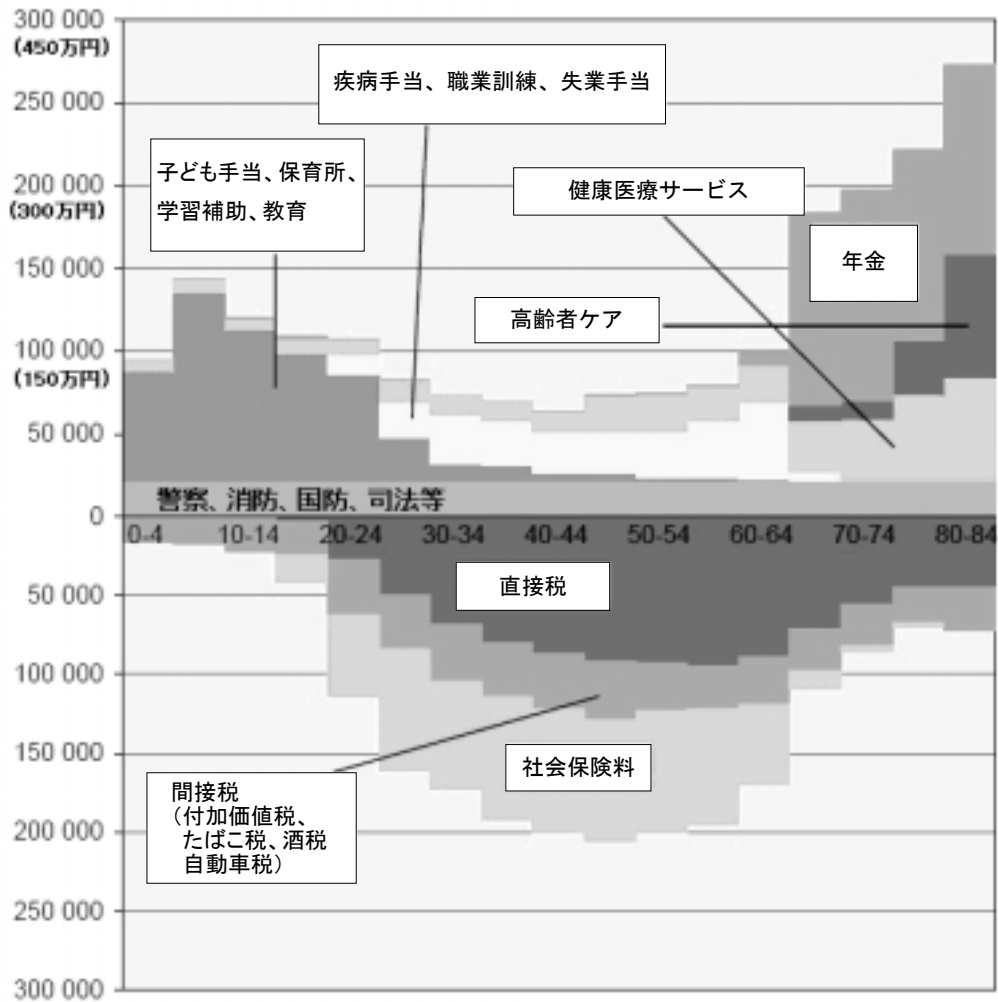 300 000
(450万円)
250 000
200 000
(300万円)
150 000
100 000
(150万円)
50 000
0
50 000
100 000
150 000
200 000
250 000
300 000
疾病手当、職業訓練、失業手当
子ども手当、保育所、
学習補助、教育
健康医療サービス
年金
高齢者ケア
警察、消防、国防、司法等
0-4 10-14 20-24 30-34 40-44 50-54 60-64 70-74 80-84
直接税
社会保険料
間接税
(付加価値税、
たばこ税、酒税
自動車税)